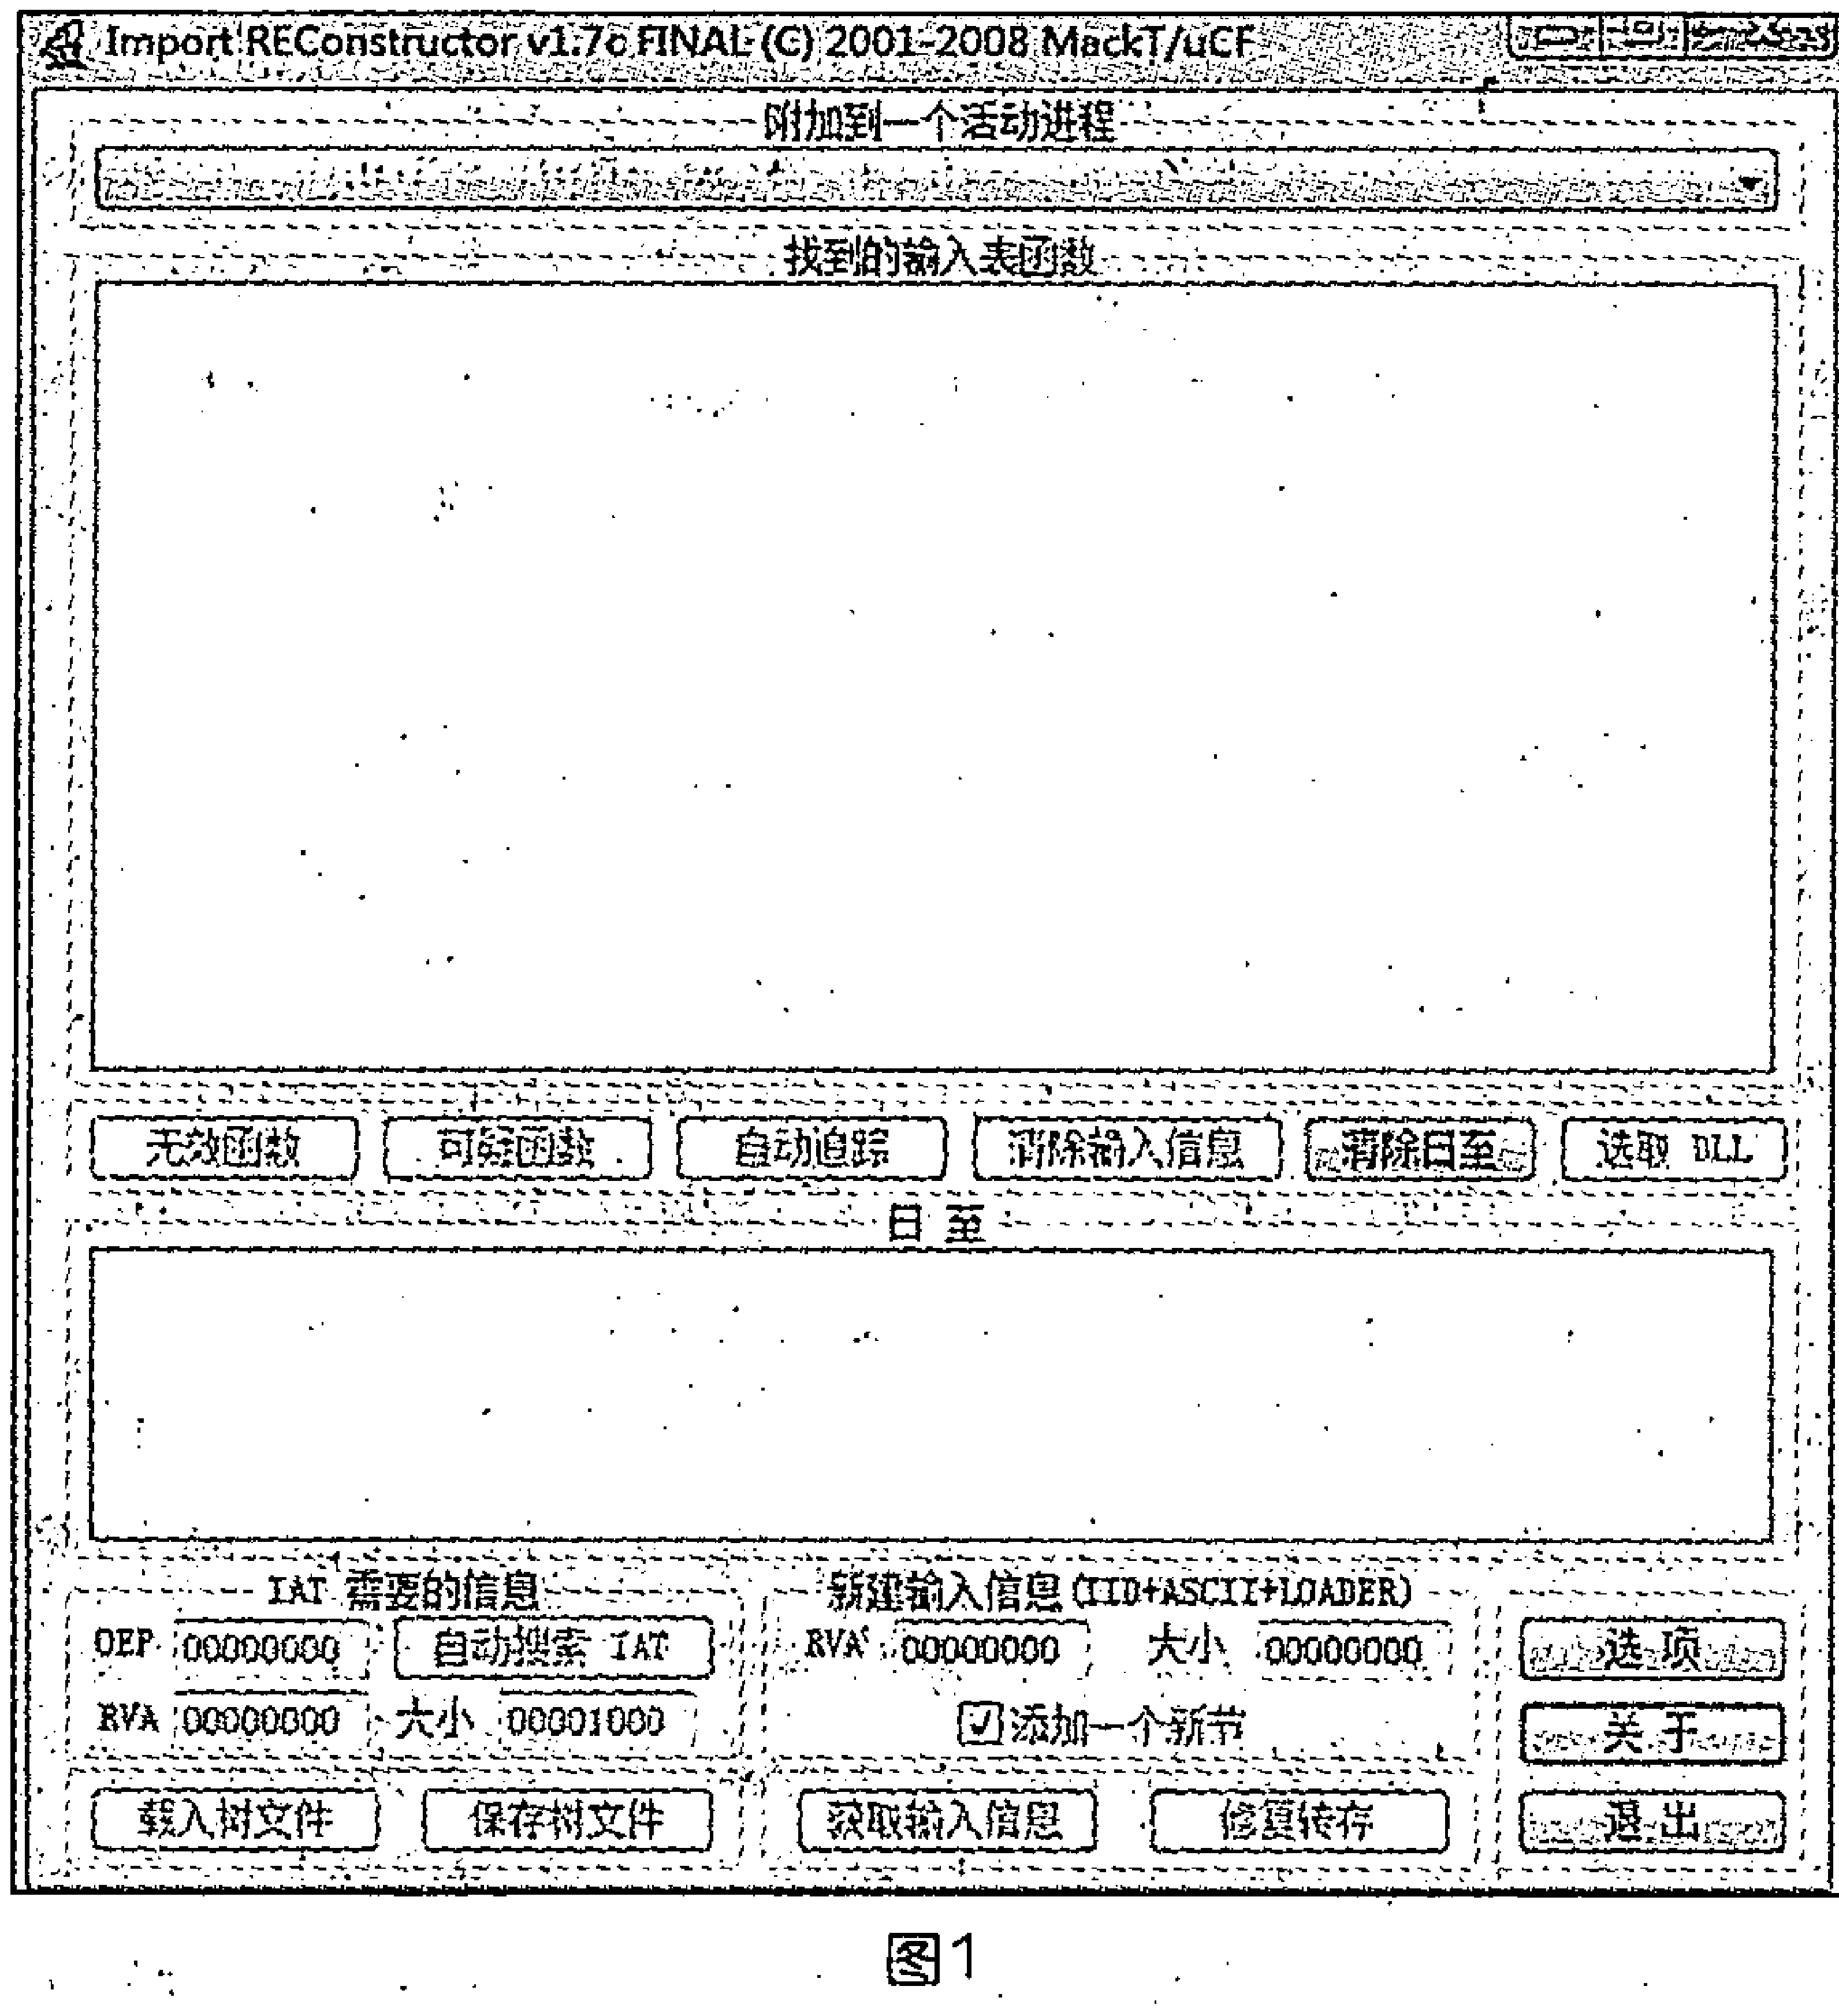 Import REConstructor v1.7c FINAL (C) 2001-2008 MackT/uCF
附加到一个活动进程
找到的输入表函数
无效函数 可疑函数 自动追踪 清除输入信息 清除日至 选取 DLL
日 至
IAT 需要的信息 新建输入信息 (IID+ASCII+LOADER)
OEP 00000000 自动搜索 IAT RVA 00000000 大小 00000000 选 项
RVA 00000000 大小 00001000 添加一个新节 关 于
载入树文件 保存树文件 获取输入信息 修复转存 退 出
图1